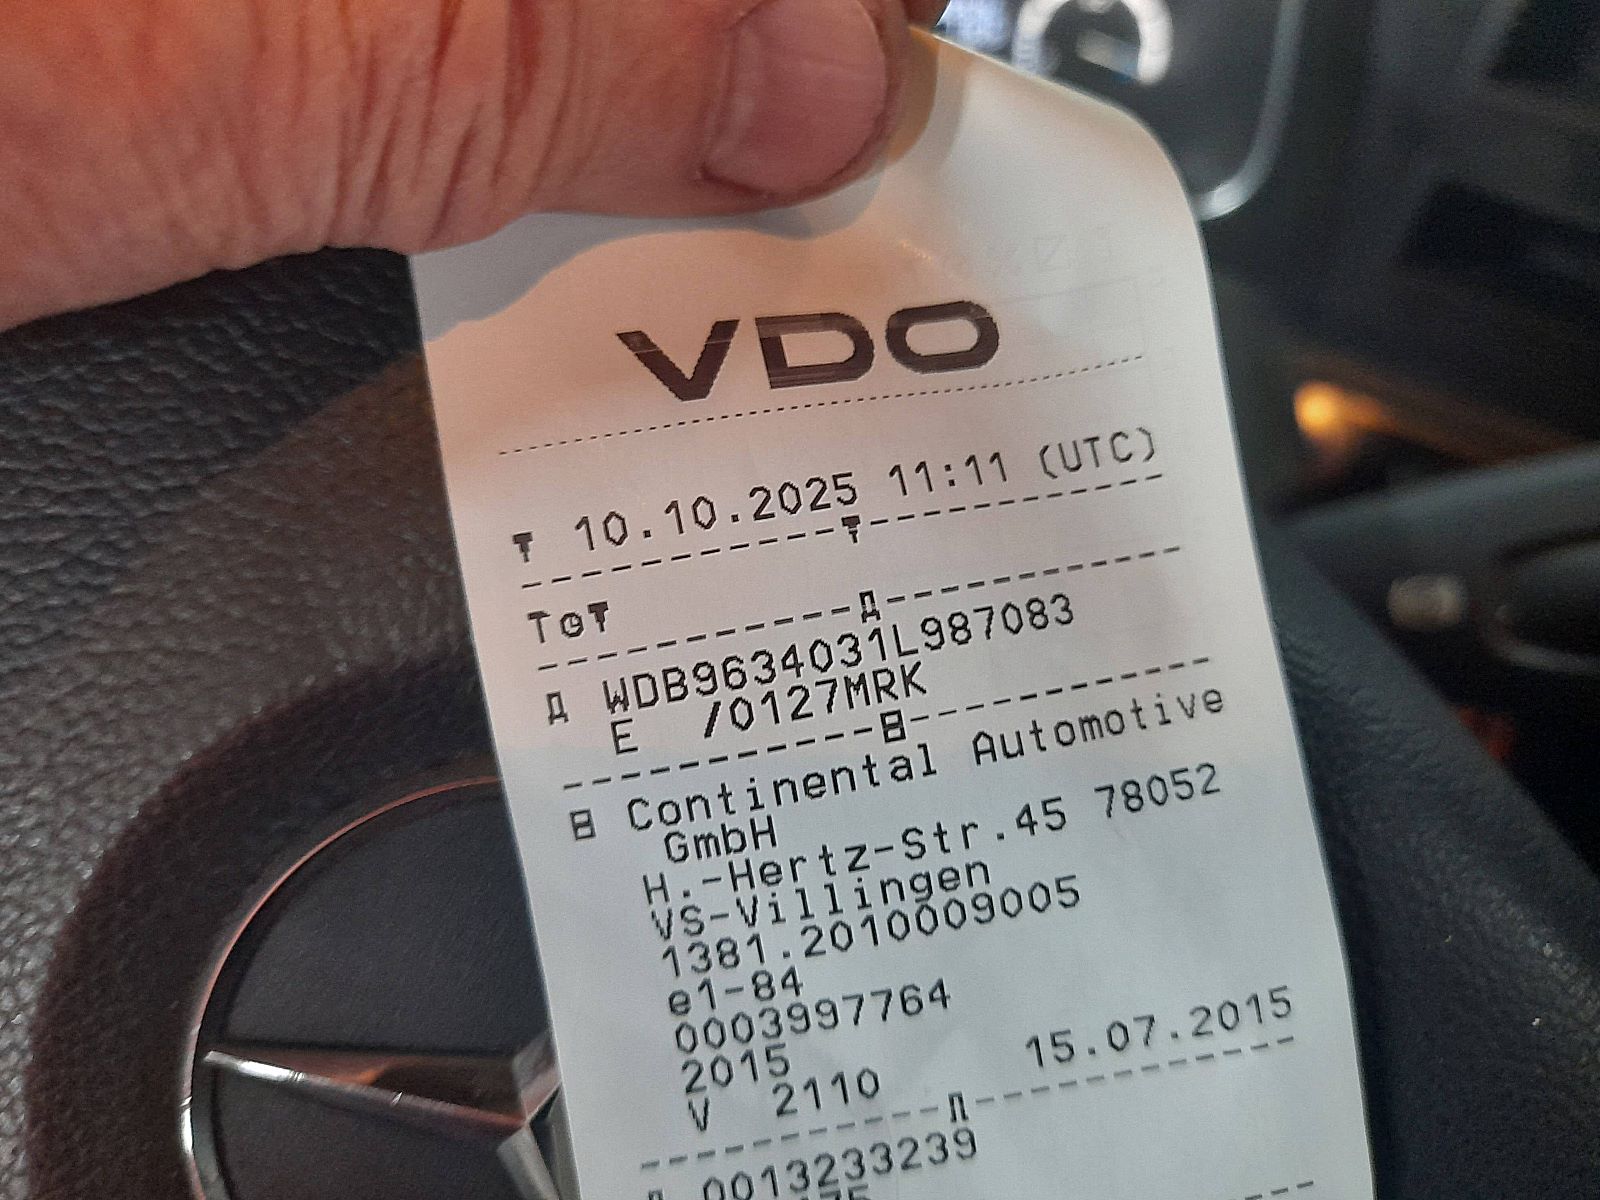 VDO
10.10.2025 11:11 (UTC)
WDB9634031L987083
E /0127MRK
Continental Automotive
GmbH
H.-Hertz-Str.45 78052
VS-Villingen
1381.2010009005
e1-84
0003997764
2015
V 2110 15.07.2015
0013233239